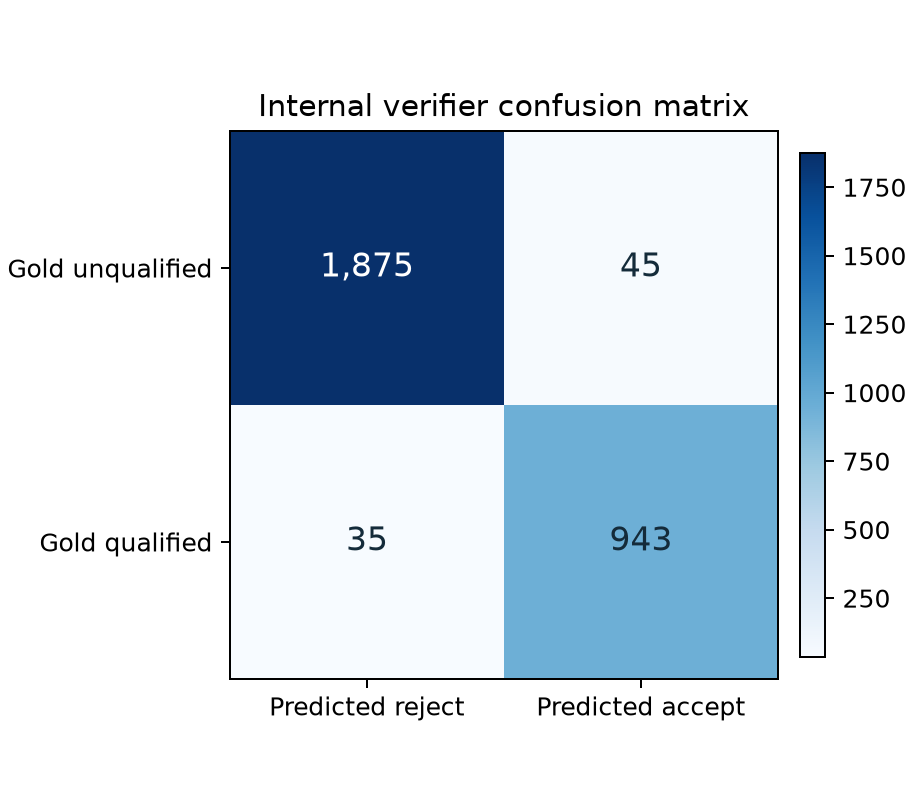 Internal verifier confusion matrix
Gold unqualified
1,875
45
Gold qualified
35
943
Predicted reject
Predicted accept
1750
1500
1250
1000
750
500
250